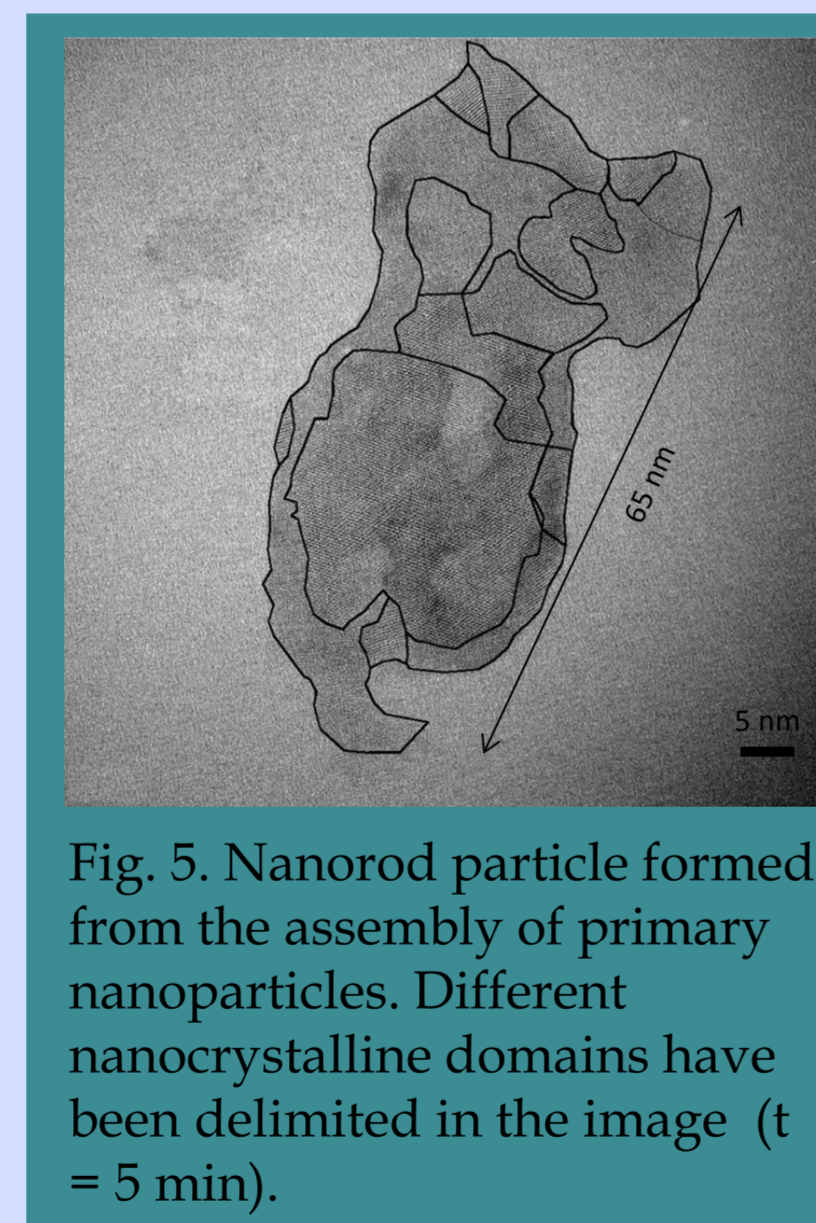 65 nm
5 nm
Fig. 5. Nanorod particle formed
from the assembly of primary
nanoparticles. Different
nanocrystalline domains have
been delimited in the image (t
= 5 min).